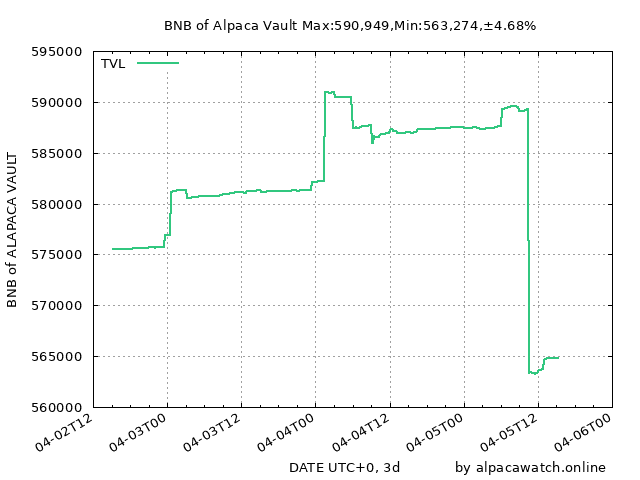 BNB of Alpaca Vault Max:590,949,Min:563,274,±4.68%
TVL
595000
590000
585000
580000
575000
570000
565000
560000
BNB of ALAPACA VAULT
04-02T12
04-03T00
04-03T12
04-04T00
04-04T12
04-05T00
04-05T12
04-06T00
DATE UTC+0, 3d
by alpacawatch.online